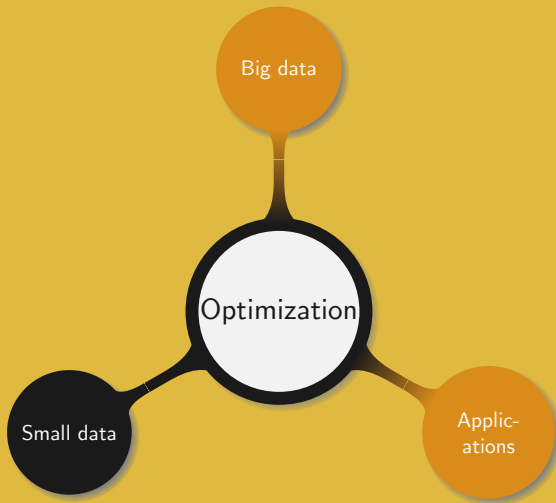 Big data
Optimization
Small data
Applic-
ations